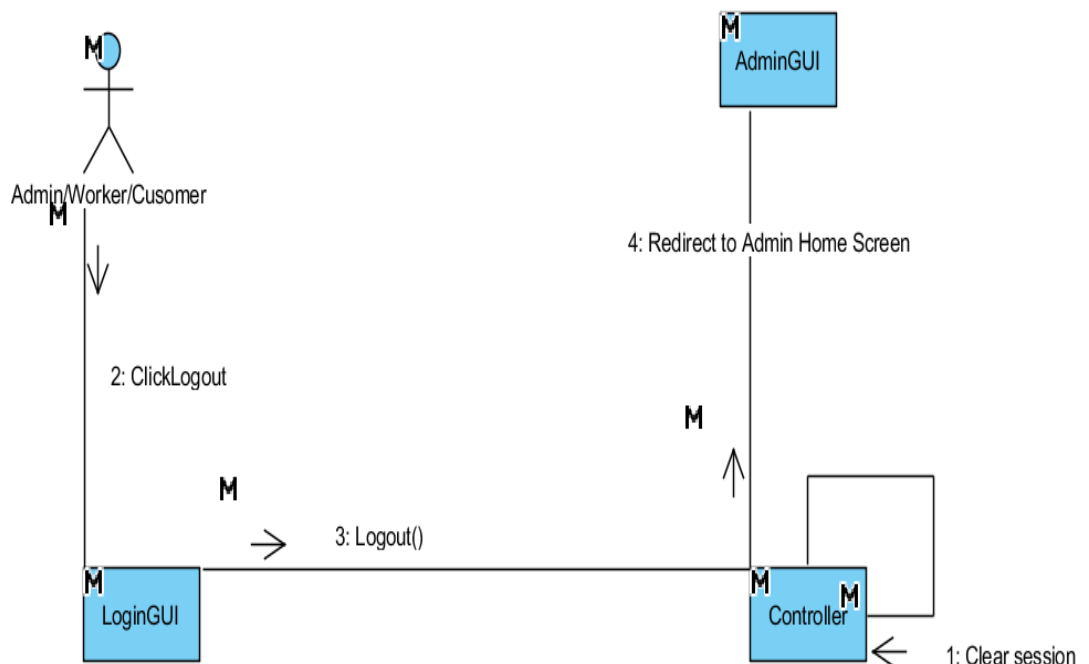 M
M
AdminGUI
Admin/Worker/Cusomer
M
4: Redirect to Admin Home Screen
2: ClickLogout
M
M
3: Logout()
M
LoginGUI
M
M
Controller
1: Clear session